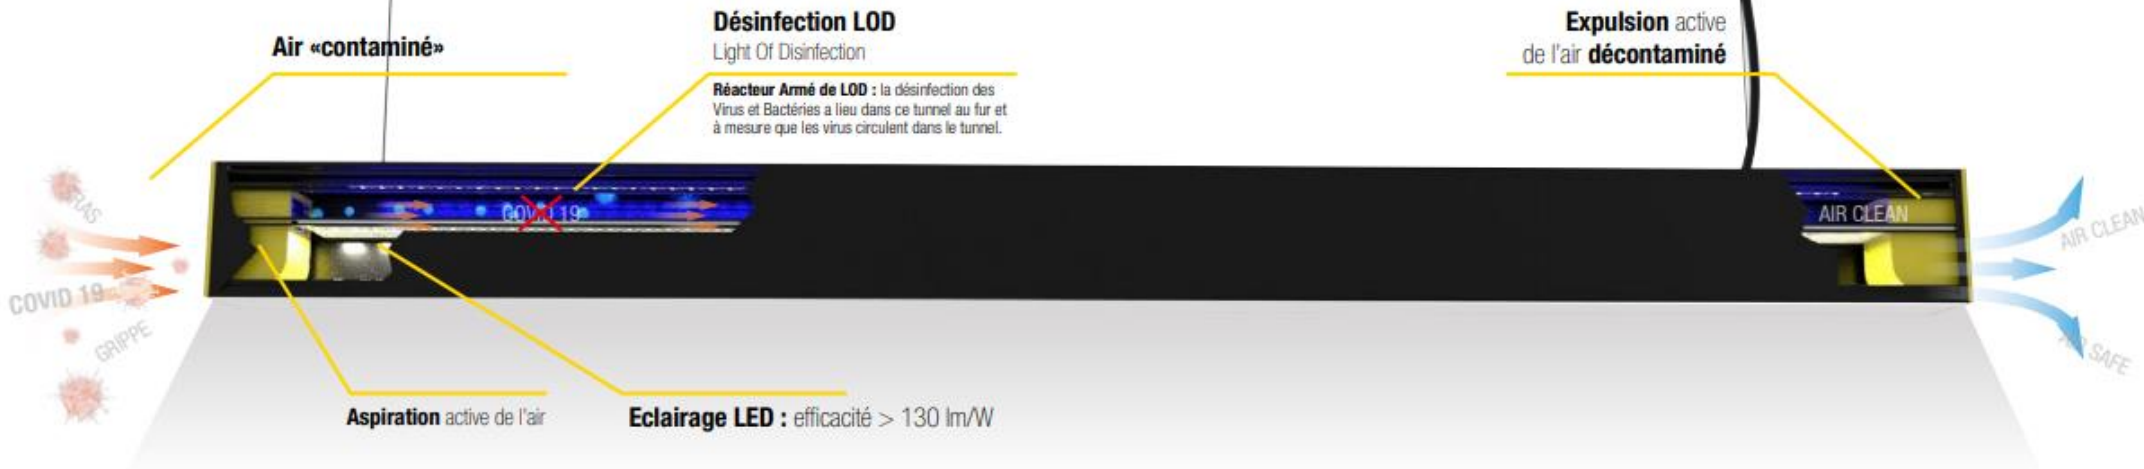 Air «contaminé»
Désinfection LOD
Light Of Disinfection
Réacteur Armé de LOD : la désinfection des
Virus et Bactéries a lieu dans ce tunnel au fur et
à mesure que les virus circulent dans le tunnel.
Expulsion active
de l'air décontaminé
COVID 19
AIR CLEAN
COVID 19
GRIPPE
AIR CLEAN
SAFE
Aspiration active de l'air
Eclairage LED : efficacité > 130 lm/W